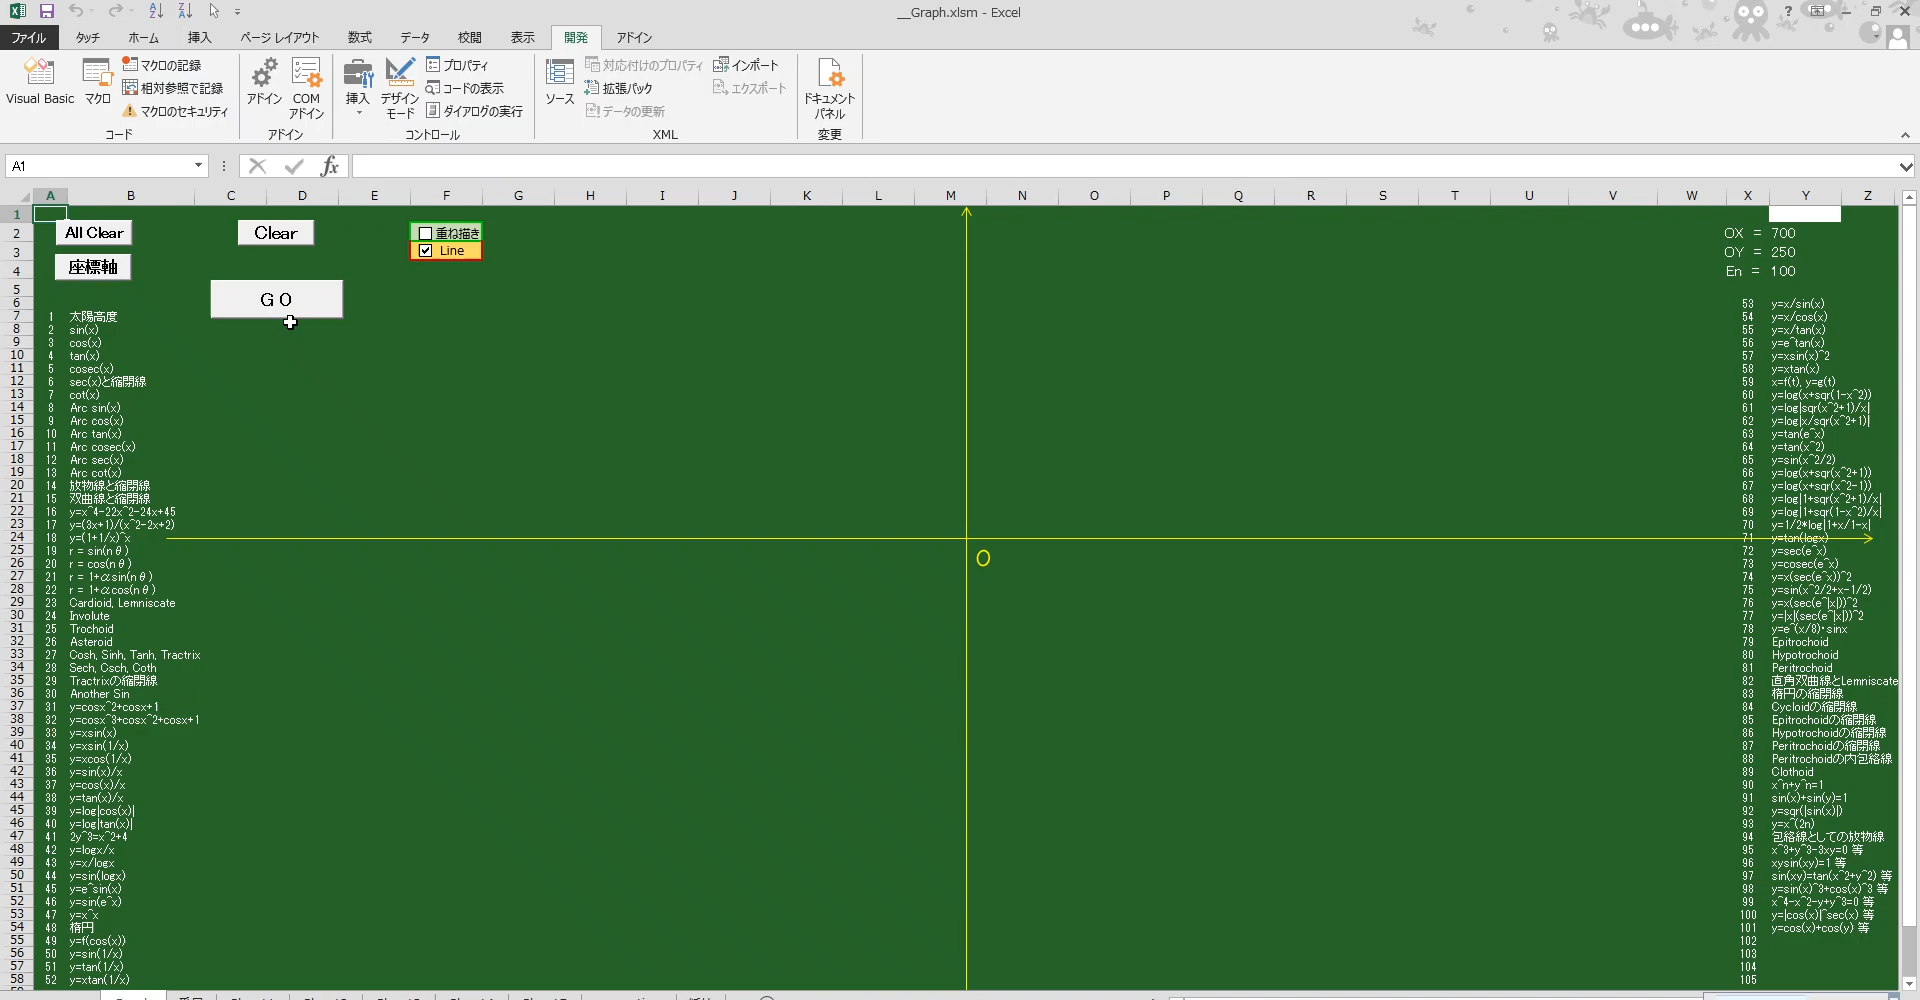 __Graph.xlsm - Excel
ファイル タッチ ホーム 挿入 ページ レイアウト 数式 データ 校閲 表示 開発 アドイン
Visual Basic
マクロ
マクロの記録
相対参照で記録
マクロのセキュリティ
コード
アドイン
COM
アドイン
アドイン
挿入
デザイン
モード
プロパティ
コードの表示
ダイアログの実行
コントロール
ソース
対応付けのプロパティ
拡張パック
データの更新
インポート
エクスポート
XML
ドキュメント
パネル
変更
A1
fx
A B C D E F G H I J K L M N O P Q R S T U V W X Y Z
All Clear
Clear
重ね描き
Line
座標軸
G O
OX = 700
OY = 250
En = 100
O
1 太陽高度
2 sin(x)
3 cos(x)
4 tan(x)
5 cosec(x)
6 sec(x)と縮閉線
7 cot(x)
8 Arc sin(x)
9 Arc cos(x)
10 Arc tan(x)
11 Arc cosec(x)
12 Arc sec(x)
13 Arc cot(x)
14 放物線と縮閉線
15 双曲線と縮閉線
16 y=x^4-22x^2-24x+45
17 y=(3x+1)/(x^2-2x+2)
18 y=(1+1/x)^x
19 r = sin(nθ)
20 r = cos(nθ)
21 r = 1+αsin(nθ)
22 r = 1+αcos(nθ)
23 Cardioid, Lemniscate
24 Involute
25 Trochoid
26 Asteroid
27 Cosh, Sinh, Tanh, Tractrix
28 Sech, Csch, Coth
29 Tractrixの縮閉線
30 Another Sin
31 y=cosx^2+cosx+1
32 y=cosx^3+cosx^2+cosx+1
33 y=xsin(x)
34 y=xsin(1/x)
35 y=xcos(1/x)
36 y=sin(x)/x
37 y=cos(x)/x
38 y=tan(x)/x
39 y=log|cos(x)|
40 y=log|tan(x)|
41 2y^3=x^2+4
42 y=logx/x
43 y=x/logx
44 y=sin(logx)
45 y=e^sin(x)
46 y=sin(e^x)
47 y=x^x
48 楕円
49 y=f(cos(x))
50 y=sin(1/x)
51 y=tan(1/x)
52 y=xtan(1/x)
53 y=x/sin(x)
54 y=x/cos(x)
55 y=x/tan(x)
56 y=e^tan(x)
57 y=xsin(x)^2
58 y=xtan(x)
59 x=f(t), y=g(t)
60 y=log(x+sqr(1-x^2))
61 y=log|sqr(x^2+1)/x|
62 y=log|x/sqr(x^2+1)|
63 y=tan(e^x)
64 y=tan(x^2)
65 y=sin(x^2/2)
66 y=log(x+sqr(x^2+1))
67 y=log(x+sqr(x^2-1))
68 y=log|1+sqr(x^2+1)/x|
69 y=log|1+sqr(1-x^2)/x|
70 y=1/2*log|1+x/1-x|
71 y=tan(logx)
72 y=sec(e^x)
73 y=cosec(e^x)
74 y=x(sec(e^x))^2
75 y=sin(x^2/2+x-1/2)
76 y=x(sec(e^|x|))^2
77 y=|x|(sec(e^|x|))^2
78 y=e^(x/8)・sinx
79 Epitrochoid
80 Hypotrochoid
81 Peritrochoid
82 直角双曲線とLemniscate
83 楕円の縮閉線
84 Cycloidの縮閉線
85 Epitrochoidの縮閉線
86 Hypotrochoidの縮閉線
87 Peritrochoidの縮閉線
88 Peritrochoidの内包絡線
89 Clothoid
90 x^n+y^n=1
91 sin(x)+sin(y)=1
92 y=sqr(|sin(x)|)
93 y=x^(2n)
94 包絡線としての放物線
95 x^3+y^3-3xy=0 等
96 xysin(xy)=1 等
97 sin(xy)=tan(x^2+y^2) 等
98 y=sin(x)^3+cos(x)^3 等
99 x^4-x^2-y+y^3=0 等
100 y=|cos(x)|^sec(x) 等
101 y=cos(x)+cos(y) 等
102
103
104
105